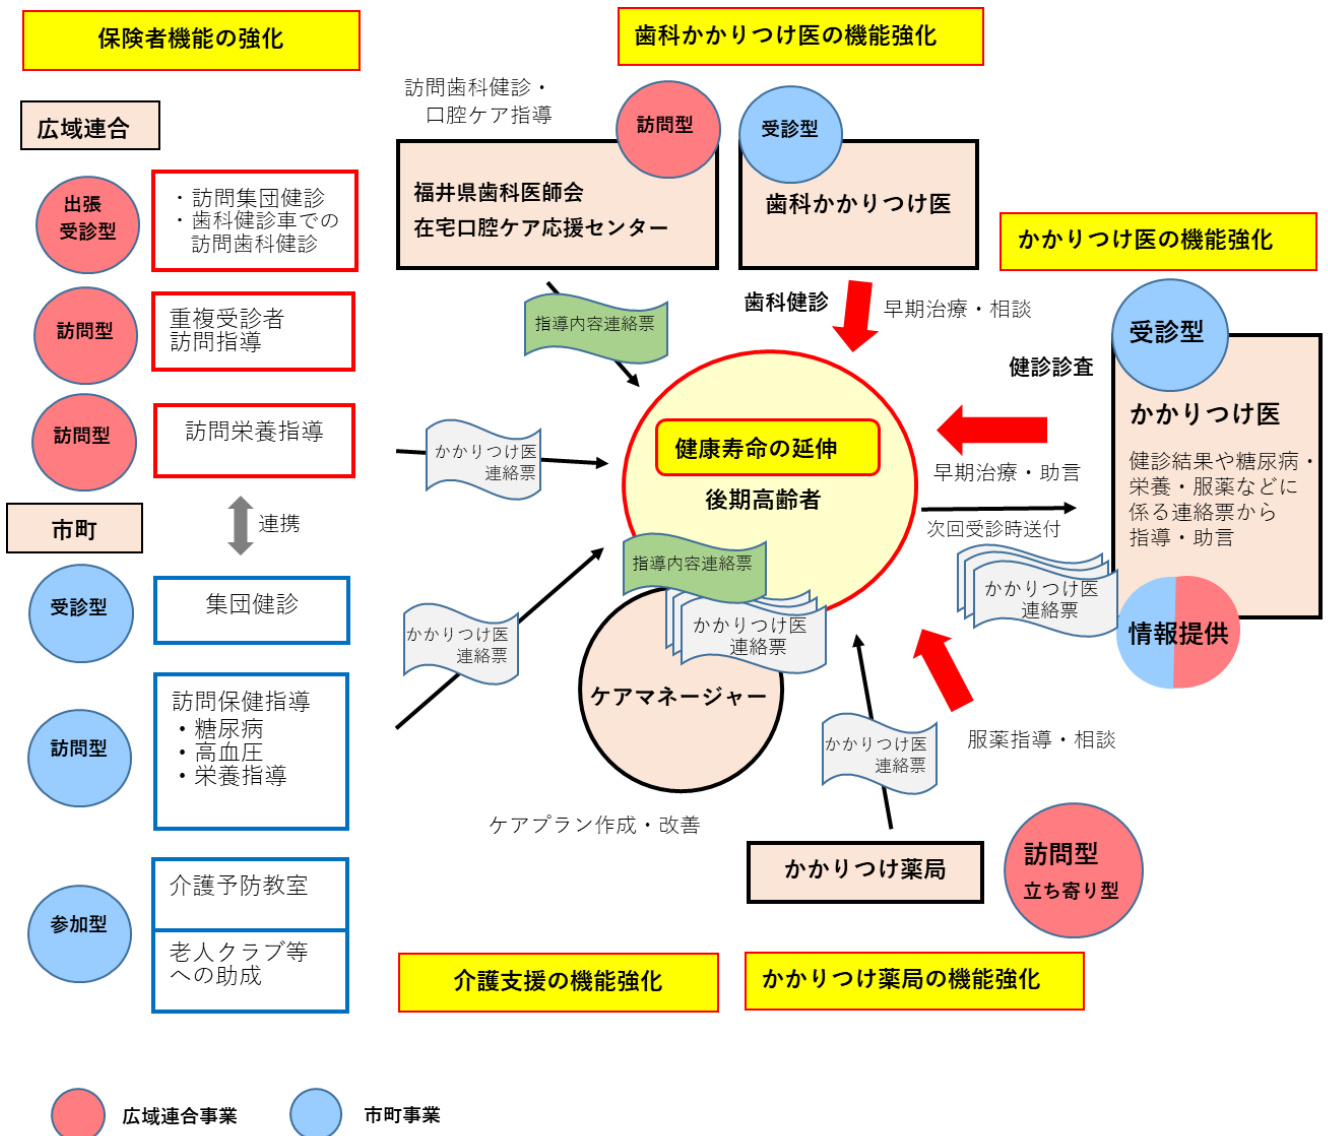 保険者機能の強化
広域連合
出張
受診型
・訪問集団健診
・歯科健診車での
訪問歯科健診
訪問型
重複受診者
訪問指導
訪問型
訪問栄養指導
連携
市町
受診型
集団健診
訪問型
訪問保健指導
・糖尿病
・高血圧
・栄養指導
参加型
介護予防教室
老人クラブ等
への助成
歯科かかりつけ医の機能強化
訪問歯科健診・
口腔ケア指導
訪問型
福井県歯科医師会
在宅口腔ケア応援センター
受診型
歯科かかりつけ医
指導内容連絡票
歯科健診
早期治療・相談
かかりつけ医の機能強化
受診型
かかりつけ医
健診結果や糖尿病・
栄養・服薬などに
係る連絡票から
指導・助言
情報提供
健診診査
早期治療・助言
次回受診時送付
かかりつけ医
連絡票
健康寿命の延伸
後期高齢者
かかりつけ医
連絡票
かかりつけ医
連絡票
指導内容連絡票
かかりつけ医
連絡票
ケアマネージャー
ケアプラン作成・改善
かかりつけ医
連絡票
服薬指導・相談
かかりつけ薬局
訪問型
立ち寄り型
介護支援の機能強化
かかりつけ薬局の機能強化
広域連合事業
市町事業